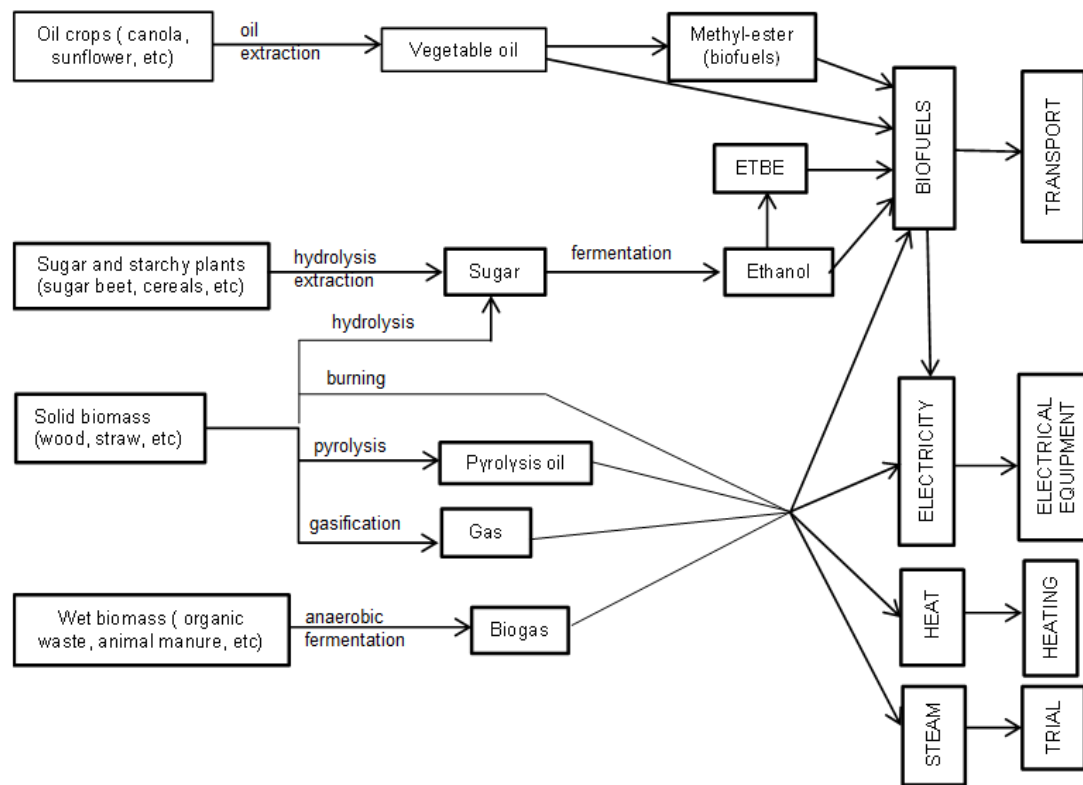 Oil crops ( canola,
sunflower, etc)
oil
extraction
Vegetable oil
Methyl-ester
(biofuels)
BIOFUELS
TRANSPORT
ETBE
Sugar and starchy plants
(sugar beet, cereals, etc)
hydrolysis
extraction
Sugar
fermentation
Ethanol
hydrolysis
burning
Solid biomass
(wood, straw, etc)
pyrolysis
Pyrolysis oil
gasification
Gas
ELECTRICITY
ELECTRICAL
EQUIPMENT
Wet biomass ( organic
waste, animal manure, etc)
anaerobic
fermentation
Biogas
HEAT
HEATING
STEAM
TRIAL